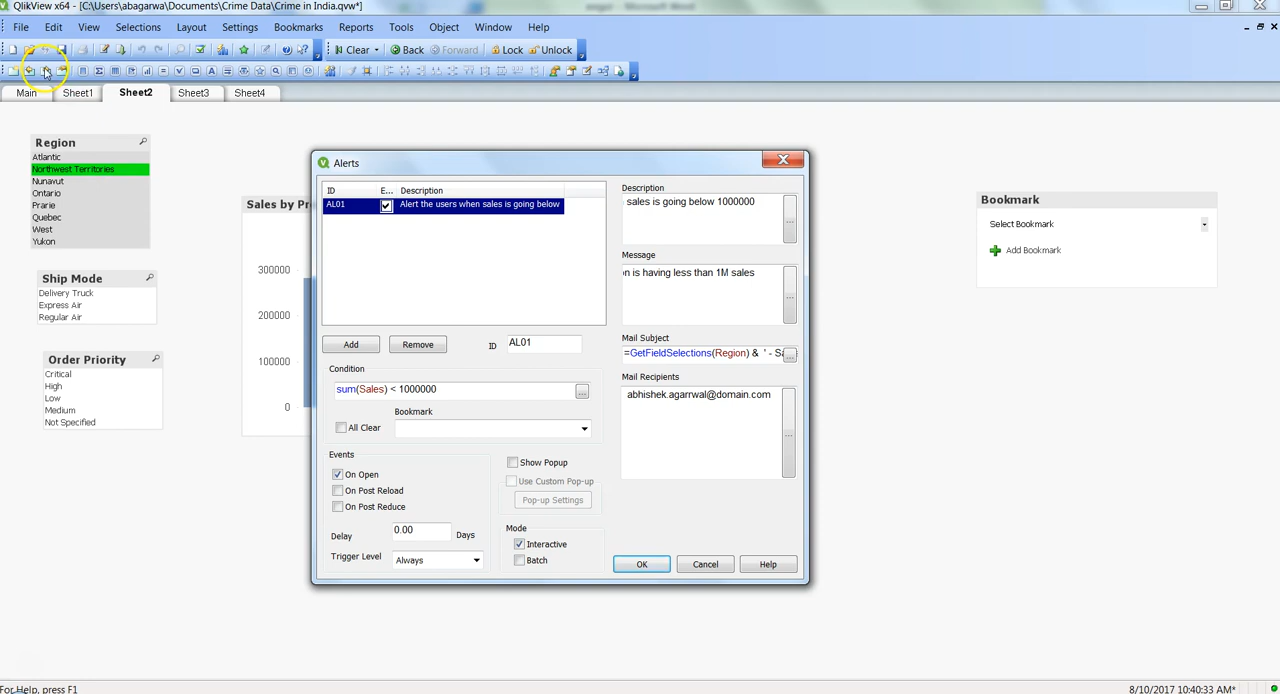 QlikView x64 - [C:\Users\abagarwa\Documents\Crime Data\Crime in India.qvw*]
File Edit View Selections Layout Settings Bookmarks Reports Tools Object Window Help
Clear Back Forward Lock Unlock
Main Sheet1 Sheet2 Sheet3 Sheet4
Region
Atlantic
Northwest Territories
Nunavut
Ontario
Prarie
Quebec
West
Yukon
Ship Mode
Delivery Truck
Express Air
Regular Air
Order Priority
Critical
High
Low
Medium
Not Specified
Sales by Pr
300000
200000
100000
0
Alerts
ID E... Description
AL01 Alert the users when sales is going below
Add Remove ID AL01
Condition
sum(Sales) < 1000000
...
Bookmark
All Clear
Events
On Open
On Post Reload
On Post Reduce
Delay 0.00 Days
Trigger Level Always
Show Popup
Use Custom Pop-up
Pop-up Settings
Mode
Interactive
Batch
Description
sales is going below 1000000
...
Message
n is having less than 1M sales
...
Mail Subject
=GetFieldSelections(Region) & ' - Sa
...
Mail Recipients
abhishek.agarrwal@domain.com
...
OK Cancel Help
Bookmark
Select Bookmark
Add Bookmark
For Help, press F1
8/10/2017 10:40:33 AM*